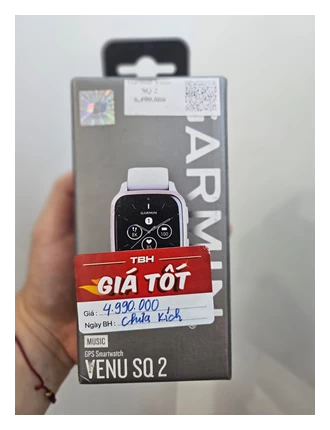 SQ 2
GARMIN
GARMIN
TBH
GIÁ TỐT
Giá : 4.990.000
Ngày BH : Chưa kích
MUSIC
GPS Smartwatch
VENU SQ 2